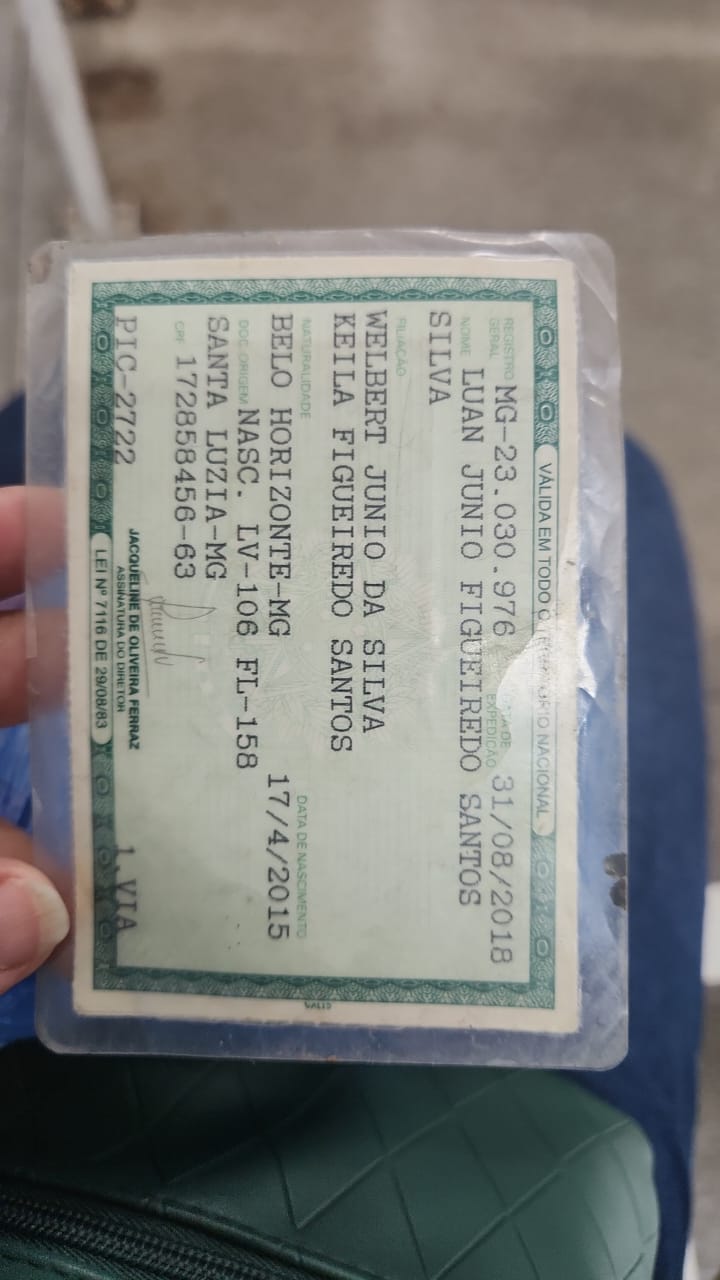 VÁLIDA EM TODO O TERRITÓRIO NACIONAL
REGISTRO GERAL MG-23.030.976 DATA DE EXPEDIÇÃO 31/08/2018
NOME LUAN JUNIO FIGUEIREDO SANTOS
SILVA
FILIAÇÃO
WELBERT JUNIO DA SILVA
KEILA FIGUEIREDO SANTOS
NATURALIDADE DATA DE NASCIMENTO
BELO HORIZONTE-MG 17/4/2015
DOC. ORIGEM NASC. LV-106 FL-158
SANTA LUZIA-MG
CPF 172858456-63
PIC-2722 JACQUELINE DE OLIVEIRA FERRAZ 1.VIA
ASSINATURA DO DIRETOR
LEI Nº 7116 DE 29/08/83